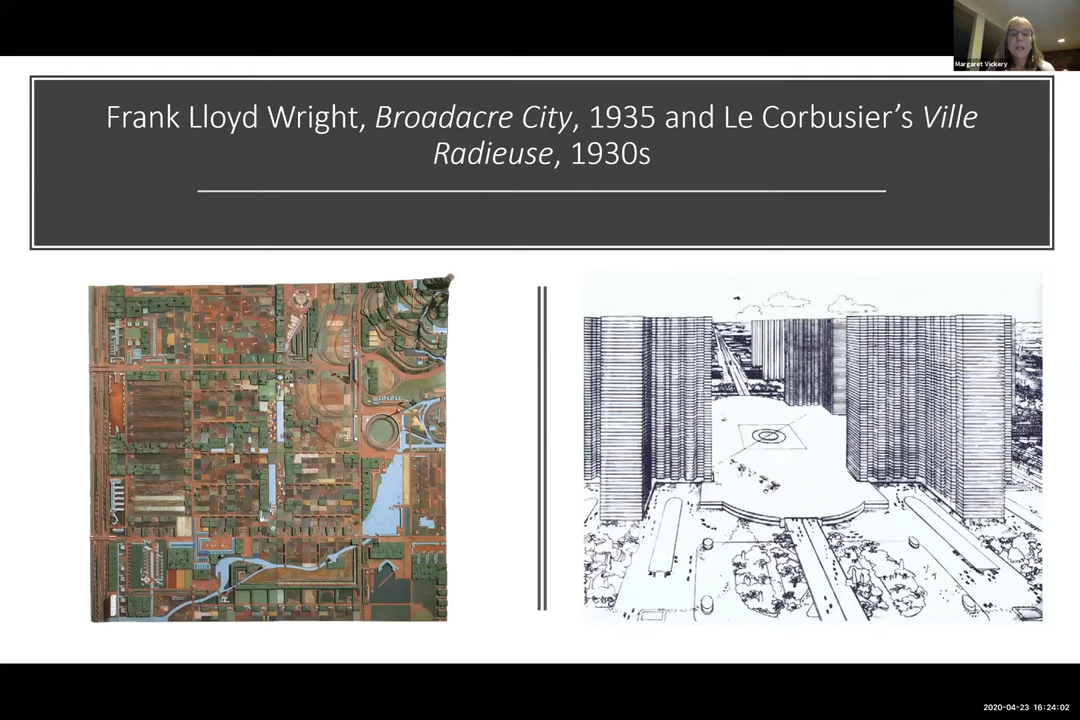 Margaret Vickery
Frank Lloyd Wright, Broadacre City, 1935 and Le Corbusier's Ville
Radieuse, 1930s
2020-04-23 16:24:02